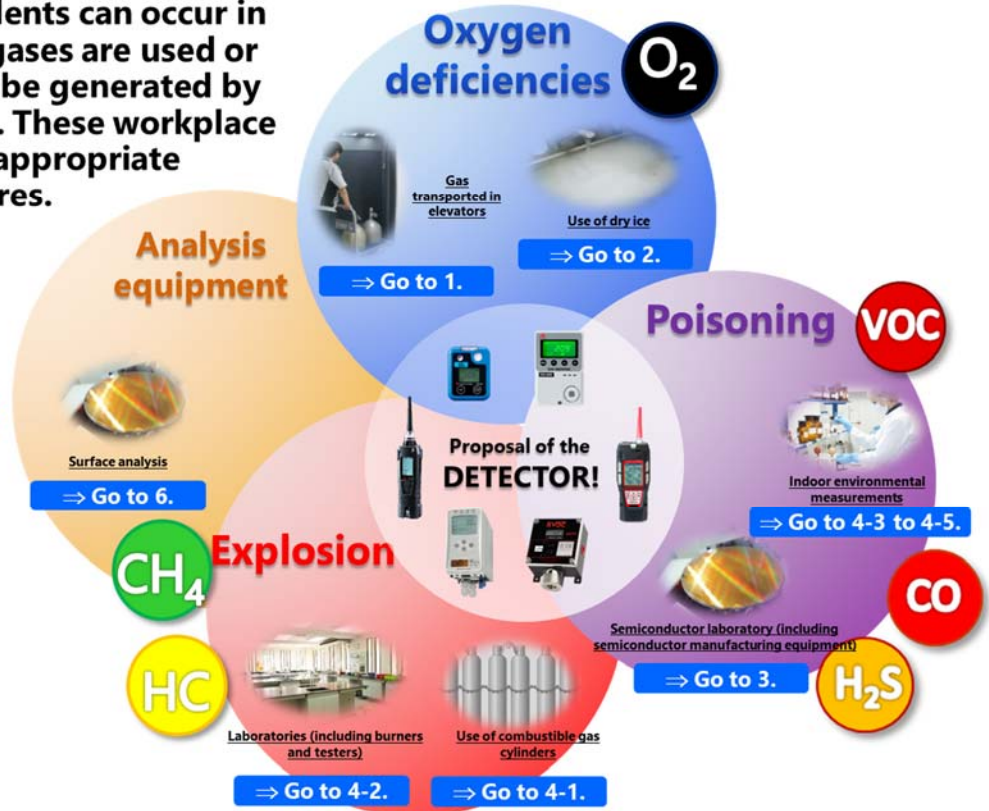 dents can occur in
gases are used or
be generated by
. These workplace
appropriate
res.
Oxygen
deficiencies
O2
Gas
transported in
elevators
Use of dry ice
⇒ Go to 1.
⇒ Go to 2.
Analysis
equipment
Surface analysis
⇒ Go to 6.
Poisoning
VOC
Indoor environmental
measurements
⇒ Go to 4-3 to 4-5.
Proposal of the
DETECTOR!
CH4
Explosion
CO
Semiconductor laboratory (including
semiconductor manufacturing equipment)
⇒ Go to 3.
H2S
HC
Laboratories (including burners
and testers)
⇒ Go to 4-2.
Use of combustible gas
cylinders
⇒ Go to 4-1.